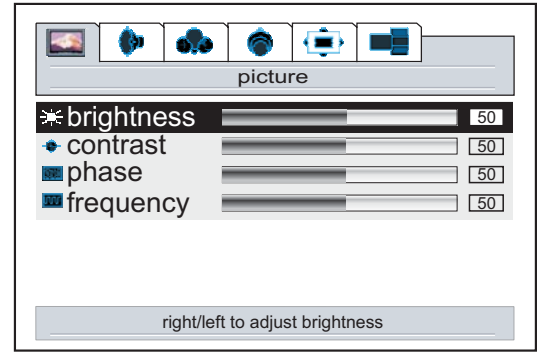 picture
brightness 50
contrast 50
phase 50
frequency 50
right/left to adjust brightness